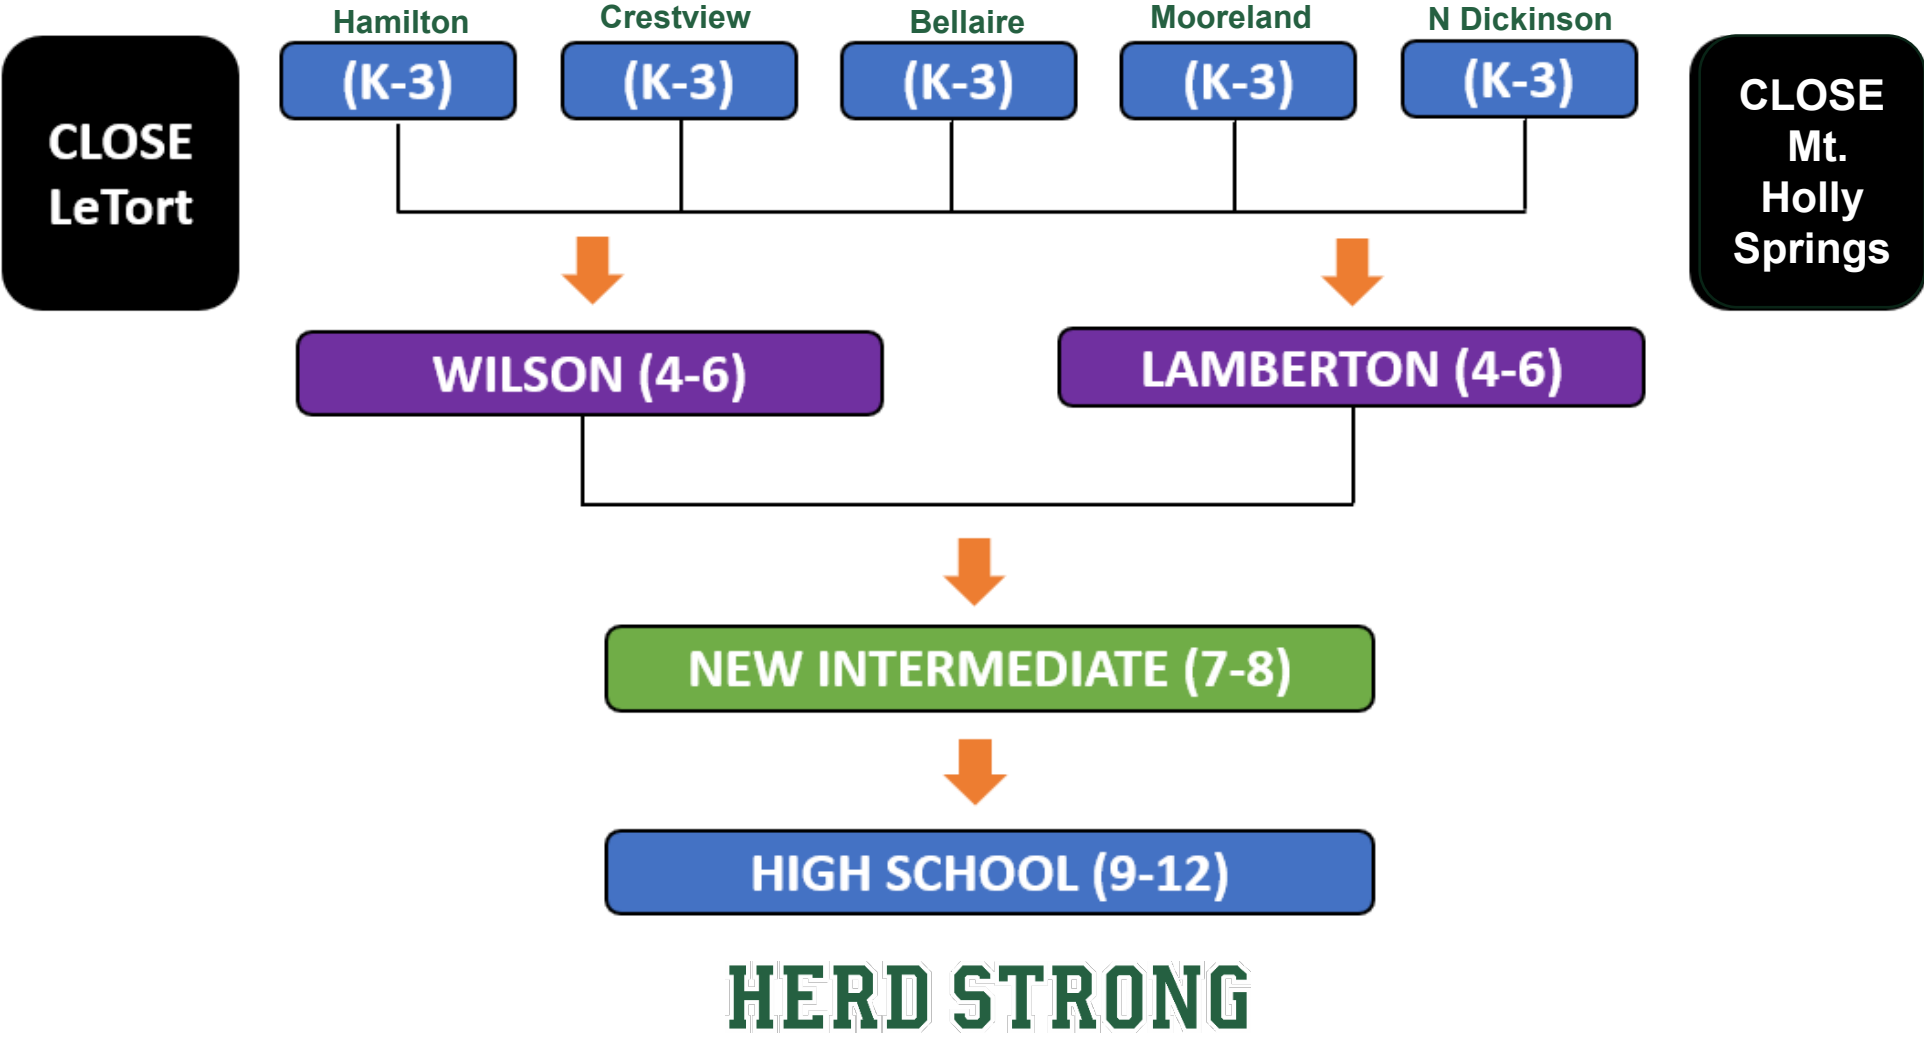 Hamilton
Crestview
Bellaire
Mooreland
N Dickinson
(K-3)
(K-3)
(K-3)
(K-3)
(K-3)
CLOSE
LeTort
CLOSE
Mt.
Holly
Springs
WILSON (4-6)
LAMBERTON (4-6)
NEW INTERMEDIATE (7-8)
HIGH SCHOOL (9-12)
HERD STRONG